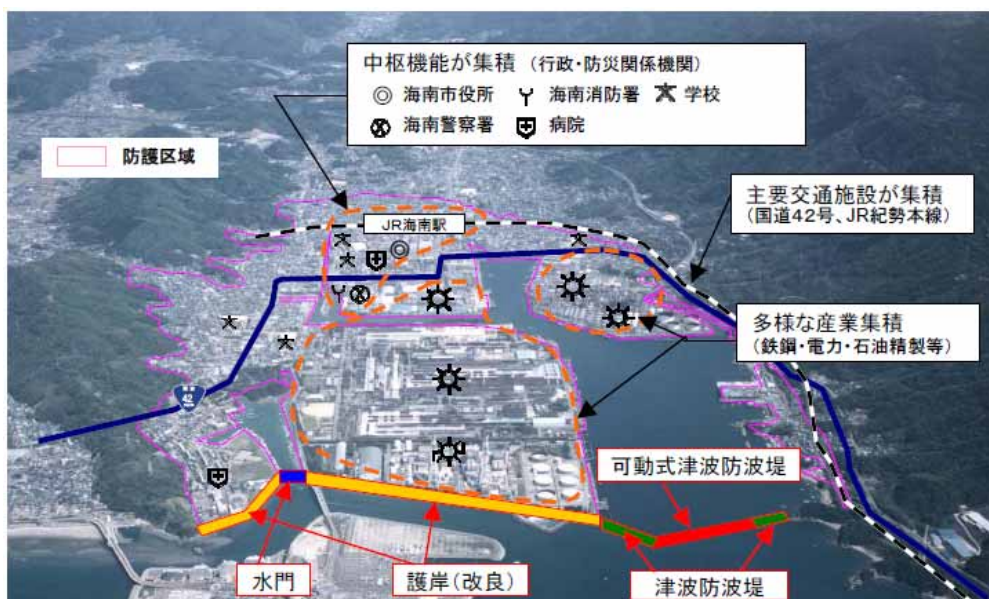 中枢機能が集積（行政・防災関係機関）
海南市役所 海南消防署 学校
海南警察署 病院
防護区域
JR海南駅
主要交通施設が集積
（国道42号、JR紀勢本線）
多様な産業集積
（鉄鋼・電力・石油精製等）
42
可動式津波防波堤
水門
護岸（改良）
津波防波堤